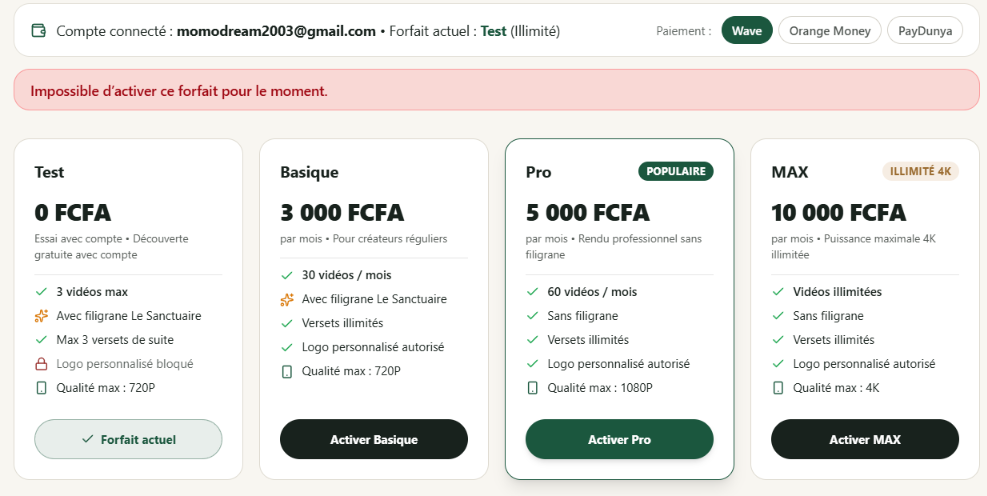 Compte connecté : momodream2003@gmail.com • Forfait actuel : Test (Illimité)
Paiement : Wave Orange Money PayDunya
Impossible d’activer ce forfait pour le moment.
Test
0 FCFA
Essai avec compte • Découverte
gratuite avec compte
3 vidéos max
Avec filigrane Le Sanctuaire
Max 3 versets de suite
Logo personnalisé bloqué
Qualité max : 720P
Forfait actuel
Basique
3 000 FCFA
par mois • Pour créateurs réguliers
30 vidéos / mois
Avec filigrane Le Sanctuaire
Versets illimités
Logo personnalisé autorisé
Qualité max : 720P
Activer Basique
Pro
POPULAIRE
5 000 FCFA
par mois • Rendu professionnel sans
filigrane
60 vidéos / mois
Sans filigrane
Versets illimités
Logo personnalisé autorisé
Qualité max : 1080P
Activer Pro
MAX
ILLIMITÉ 4K
10 000 FCFA
par mois • Puissance maximale 4K
illimitée
Vidéos illimitées
Sans filigrane
Versets illimités
Logo personnalisé autorisé
Qualité max : 4K
Activer MAX